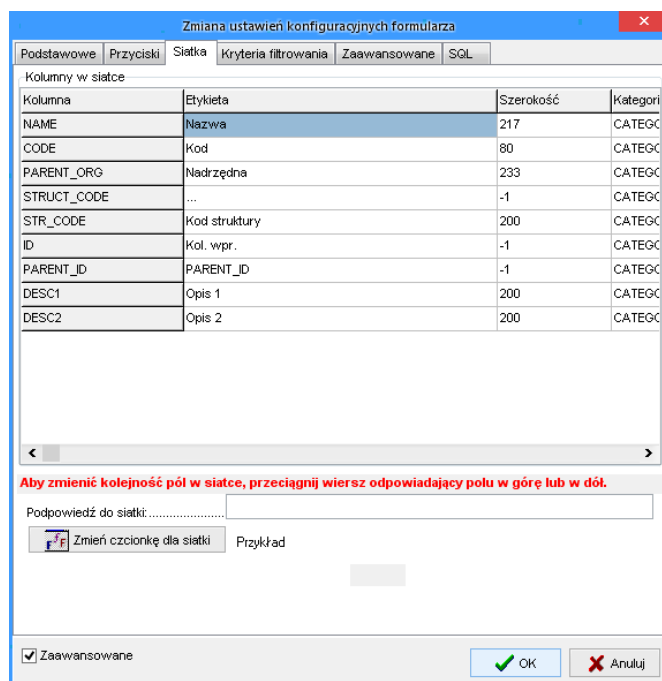 Zmiana ustawień konfiguracyjnych formularza
Podstawowe Przyciski Siatka Kryteria filtrowania Zaawansowane SQL
Kolumny w siatce
Kolumna Etykieta Szerokość Kategori
NAME Nazwa 217 CATEGC
CODE Kod 80 CATEGC
PARENT_ORG Nadrzędna 233 CATEGC
STRUCT_CODE ... -1 CATEGC
STR_CODE Kod struktury 200 CATEGC
ID Kol. wpr. -1 CATEGC
PARENT_ID PARENT_ID -1 CATEGC
DESC1 Opis 1 200 CATEGC
DESC2 Opis 2 200 CATEGC
Aby zmienić kolejność pól w siatce, przeciągnij wiersz odpowiadający polu w górę lub w dół.
Podpowiedź do siatki:......................
Zmień czcionkę dla siatki Przykład
Zaawansowane OK Anuluj